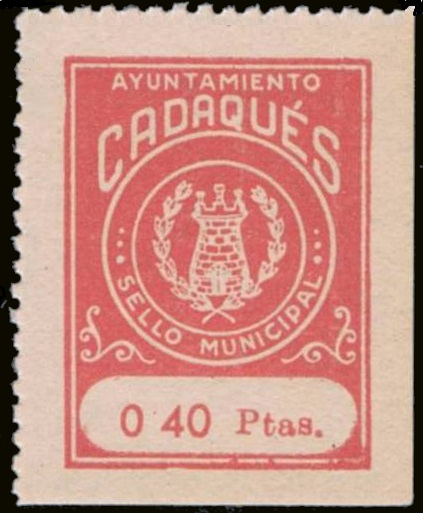 AYUNTAMIENTO
CADAQUÉS
SELLO MUNICIPAL
0 40 Ptas.